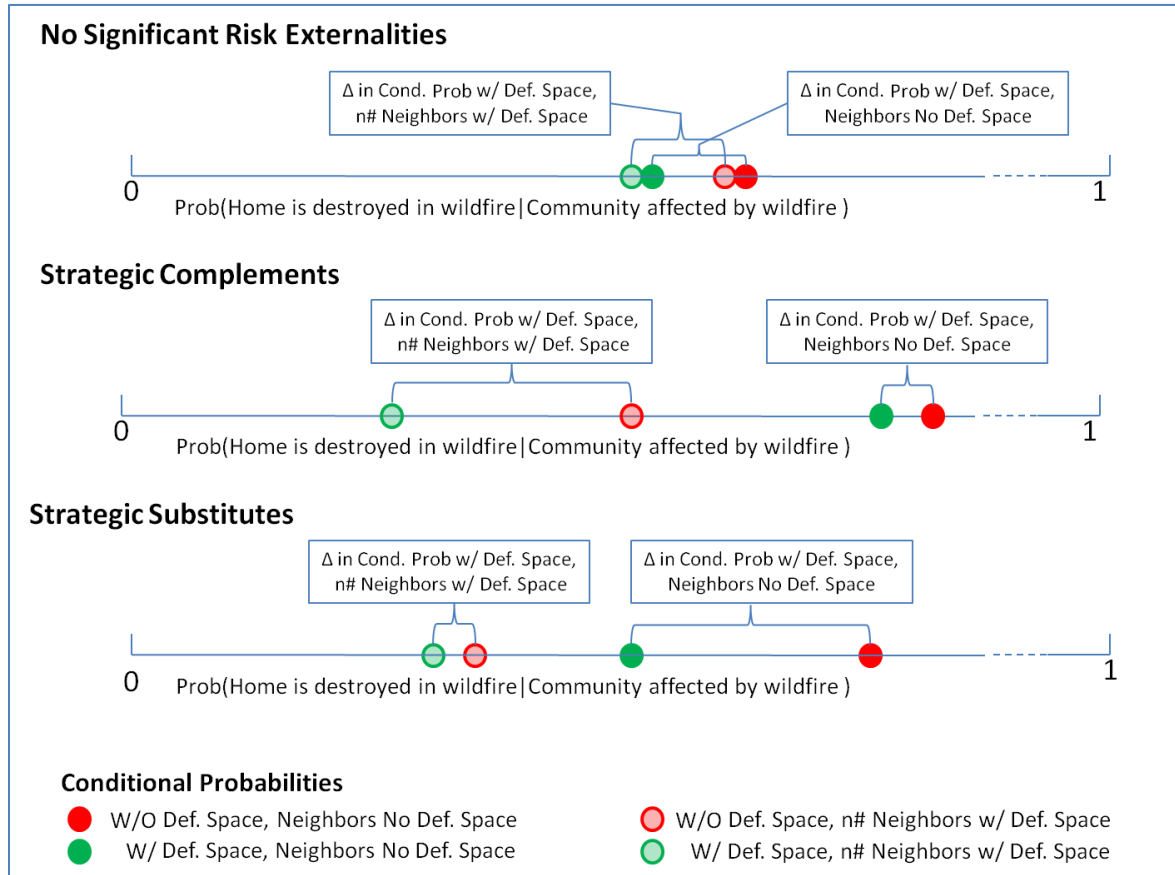 No Significant Risk Externalities
Δ in Cond. Prob w/ Def. Space,
n# Neighbors w/ Def. Space
Δ in Cond. Prob w/ Def. Space,
Neighbors No Def. Space
0
1
Prob(Home is destroyed in wildfire|Community affected by wildfire )
Strategic Complements
Δ in Cond. Prob w/ Def. Space,
n# Neighbors w/ Def. Space
Δ in Cond. Prob w/ Def. Space,
Neighbors No Def. Space
0
1
Prob(Home is destroyed in wildfire|Community affected by wildfire )
Strategic Substitutes
Δ in Cond. Prob w/ Def. Space,
n# Neighbors w/ Def. Space
Δ in Cond. Prob w/ Def. Space,
Neighbors No Def. Space
0
1
Prob(Home is destroyed in wildfire|Community affected by wildfire )
Conditional Probabilities
W/O Def. Space, Neighbors No Def. Space
W/ Def. Space, Neighbors No Def. Space
W/O Def. Space, n# Neighbors w/ Def. Space
W/ Def. Space, n# Neighbors w/ Def. Space